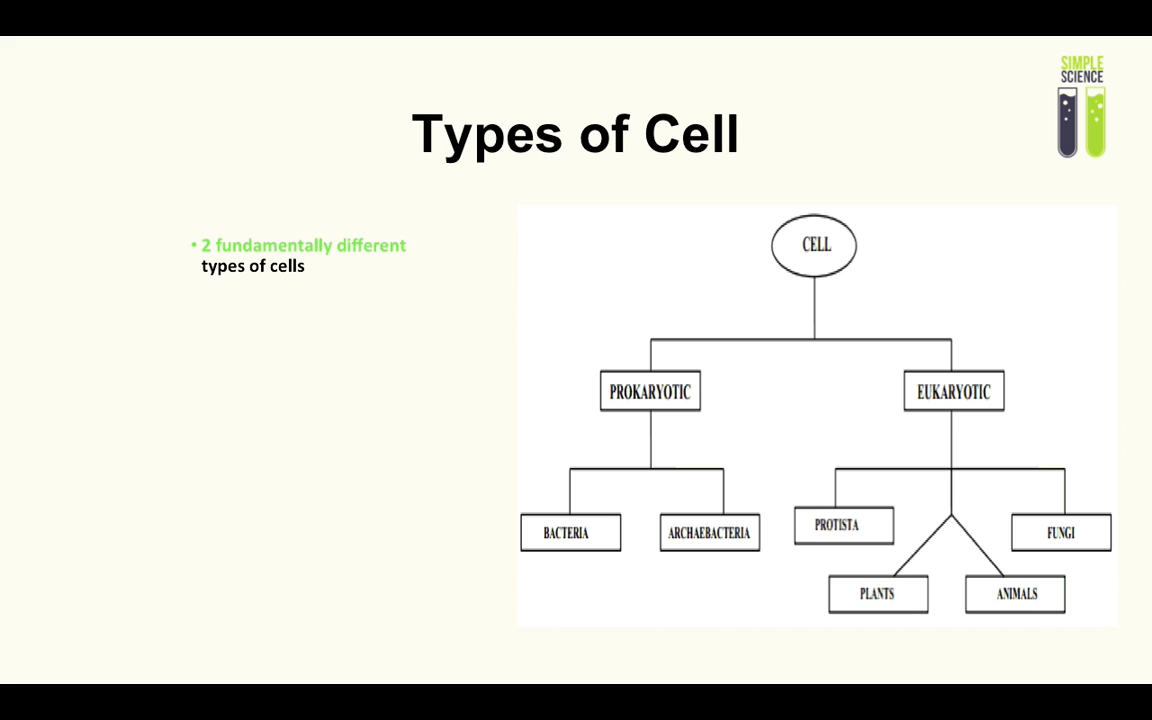 SIMPLE
SCIENCE
Types of Cell
• 2 fundamentally different
types of cells
CELL
PROKARYOTIC
EUKARYOTIC
BACTERIA
ARCHAEBACTERIA
PROTISTA
FUNGI
PLANTS
ANIMALS